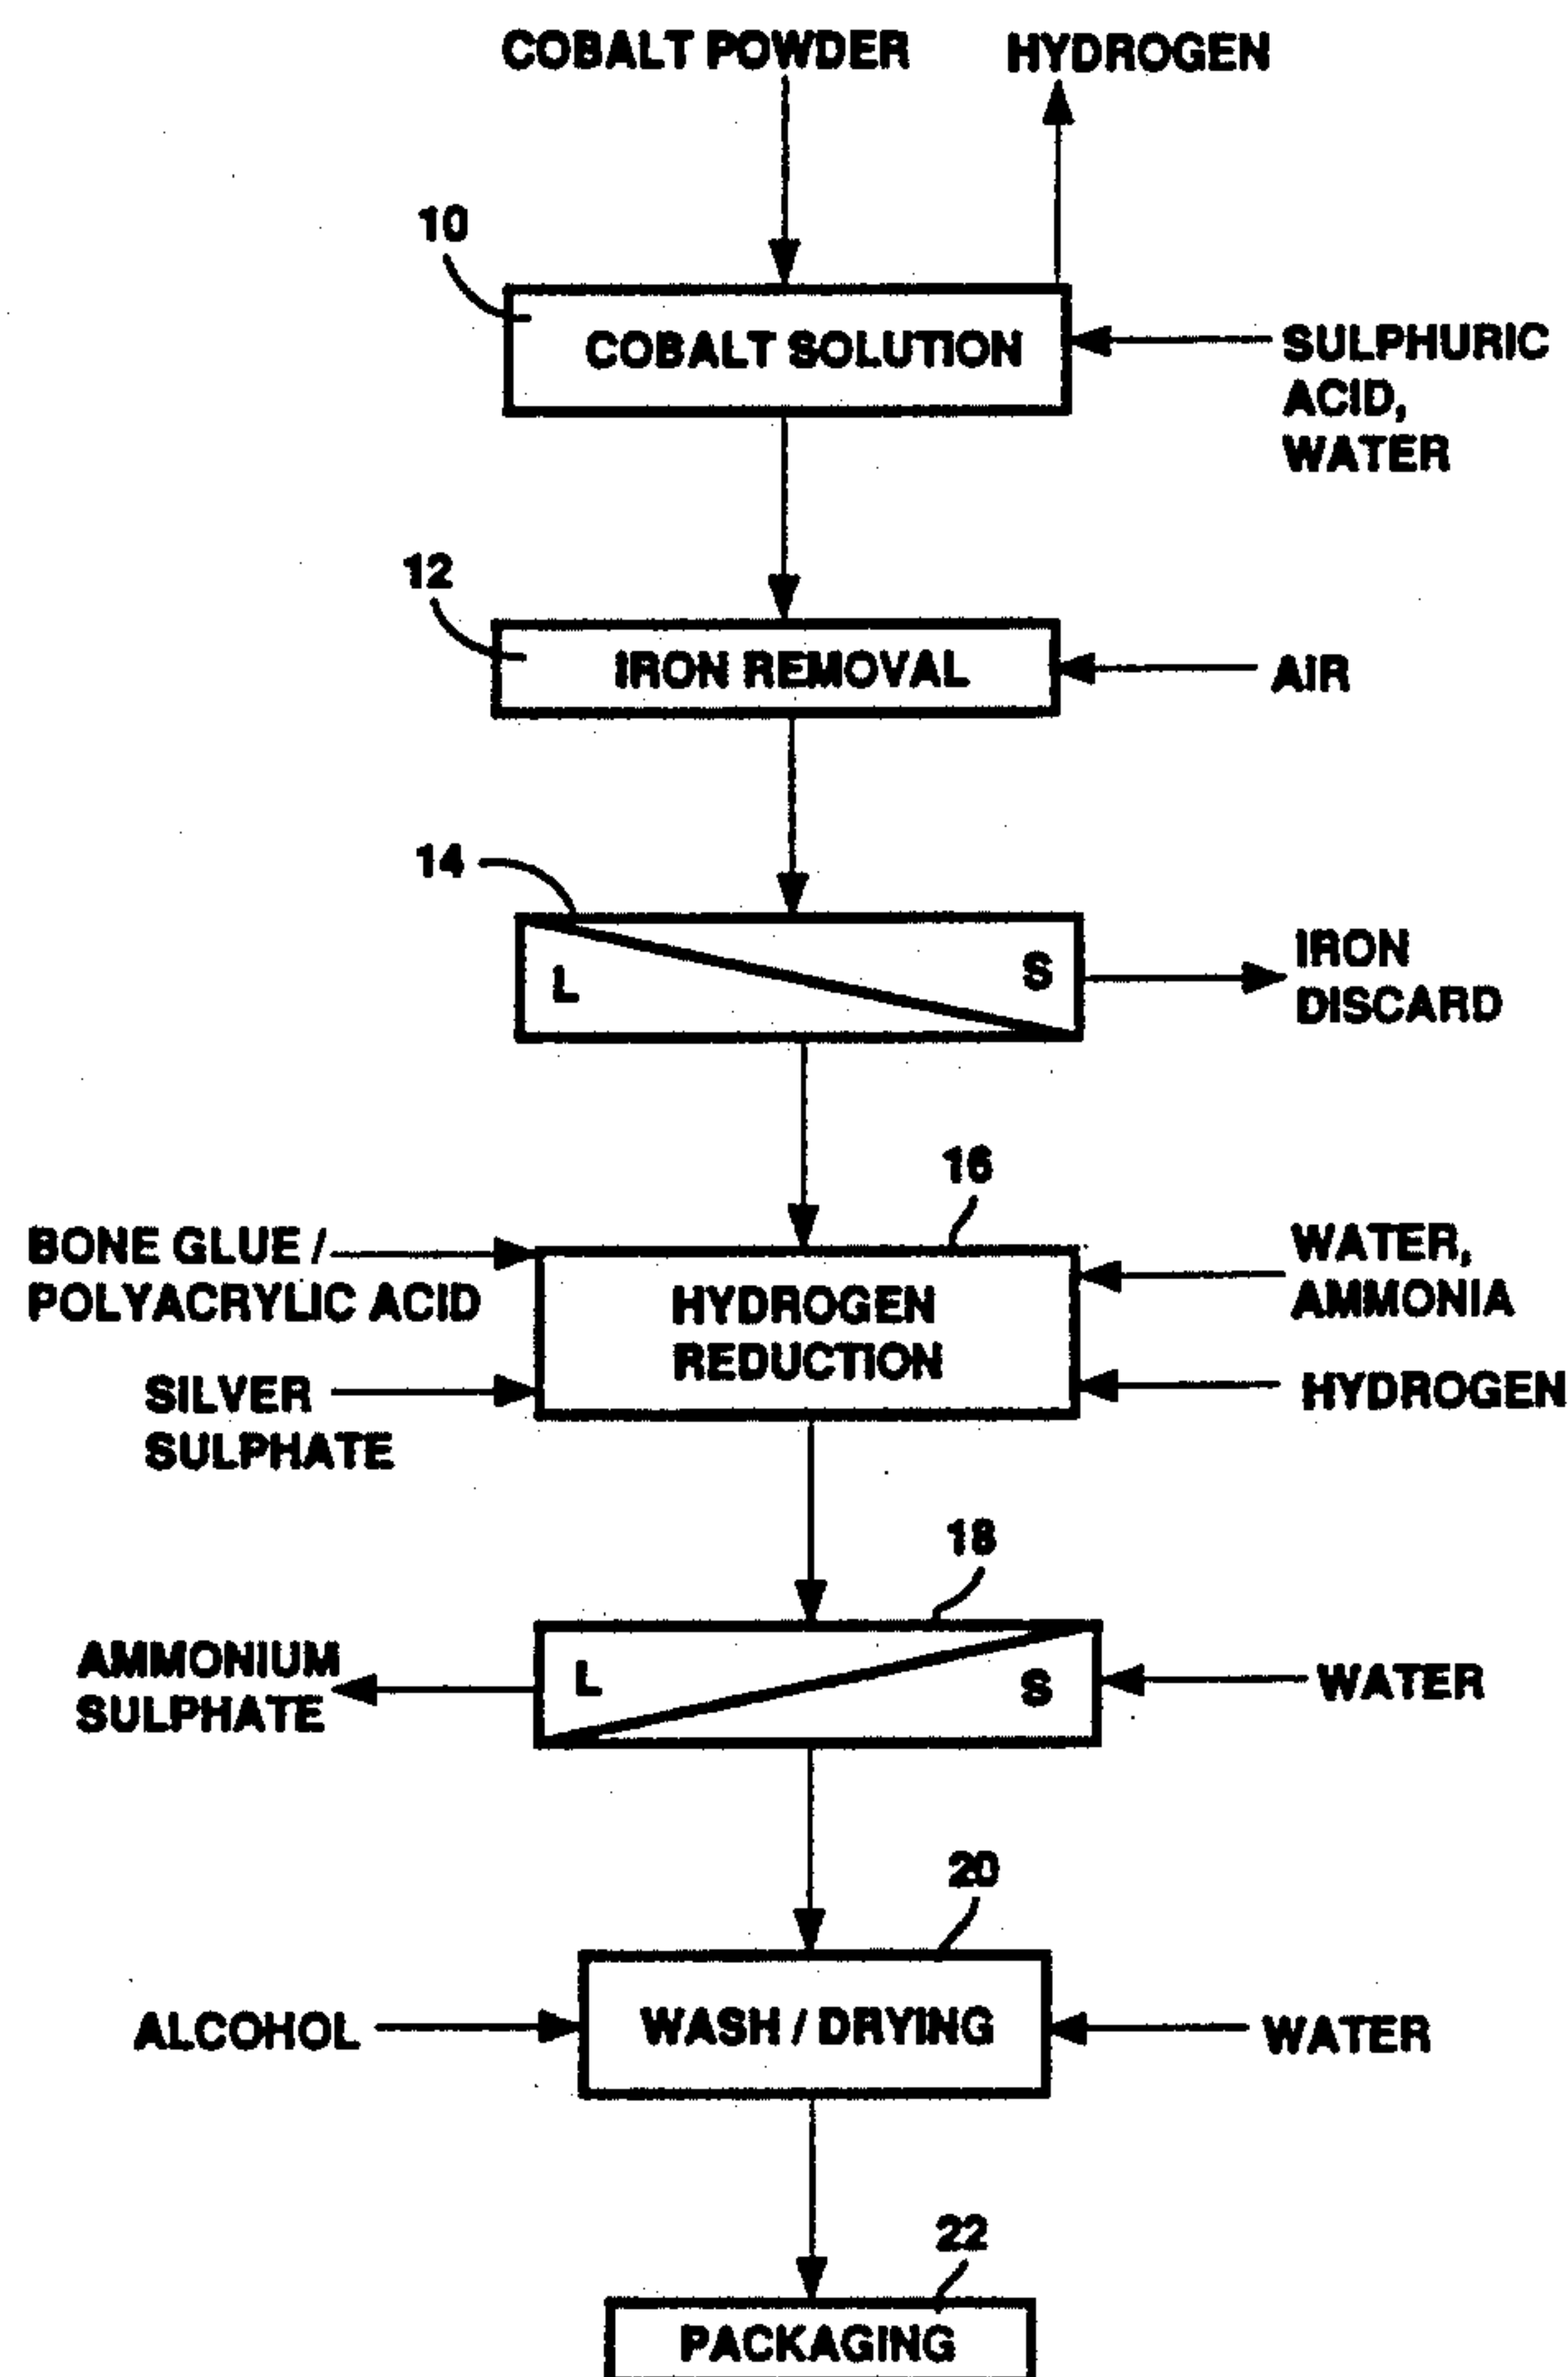 COBALT POWDER
HYDROGEN
10
COBALT SOLUTION
SULPHURIC
ACID,
WATER
12
IRON REMOVAL
AIR
14
L
S
IRON
DISCARD
16
BONE GLUE /
POLYACRYLIC ACID
HYDROGEN
REDUCTION
WATER,
AMMONIA
SILVER
SULPHATE
HYDROGEN
18
AMMONIUM
SULPHATE
L
S
WATER
20
ALCOHOL
WASH / DRYING
WATER
22
PACKAGING